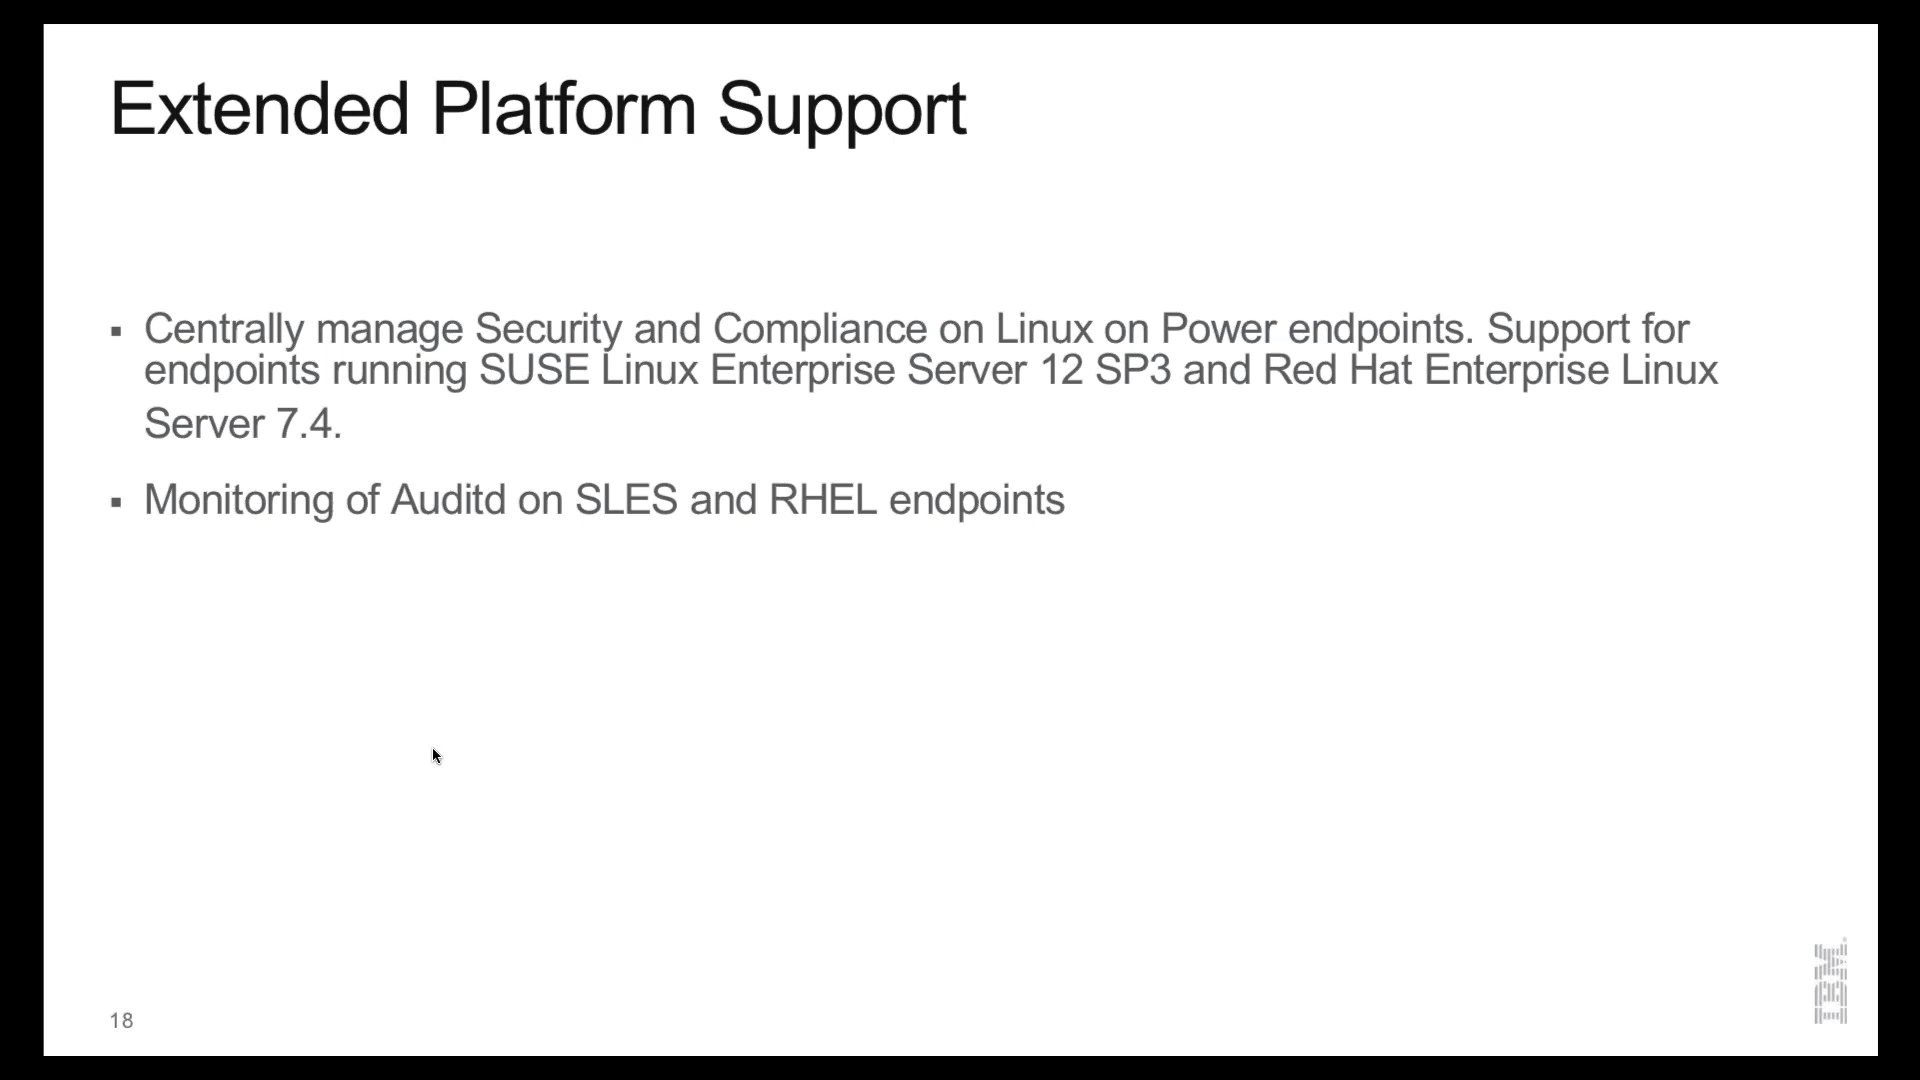 Extended Platform Support
▪ Centrally manage Security and Compliance on Linux on Power endpoints. Support for
endpoints running SUSE Linux Enterprise Server 12 SP3 and Red Hat Enterprise Linux
Server 7.4.
▪ Monitoring of Auditd on SLES and RHEL endpoints
18
IBM